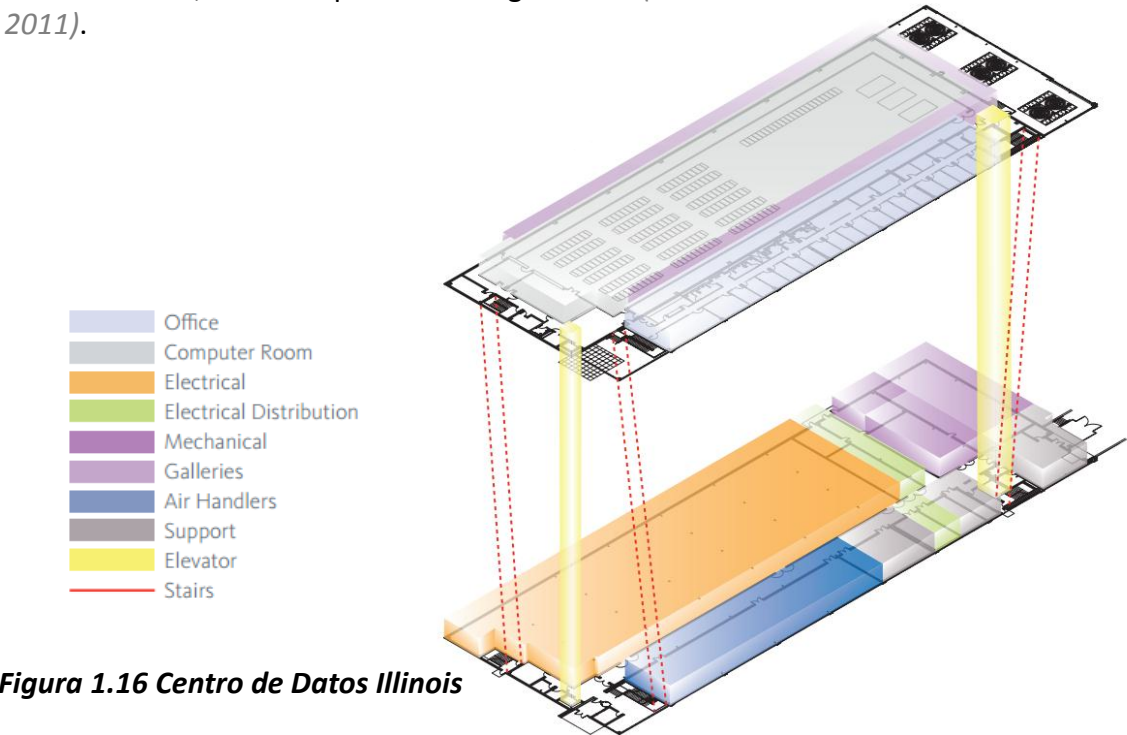 2011).
Office
Computer Room
Electrical
Electrical Distribution
Mechanical
Galleries
Air Handlers
Support
Elevator
Stairs
Figura 1.16 Centro de Datos Illinois